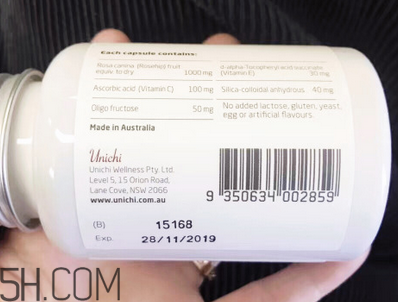 Each capsule contains:
Rosa canina (Rosehip) fruit
equiv. to dry 1000 mg
d-alpha-Tocopheryl acid succinate
(Vitamin E) 30 mg
Ascorbic acid (Vitamin C) 100 mg
Silica-colloidal anhydrous 40 mg
Oligo fructose 50 mg
No added lactose, gluten, yeast,
egg or artificial flavours.
Made in Australia
Unichi
Unichi Wellness Pty. Ltd.
Level 5, 15 Orion Road,
Lane Cove, NSW 2066
www.unichi.com.au
9 350634 002859
(B) 15168
Exp. 28/11/2019
5H.COM